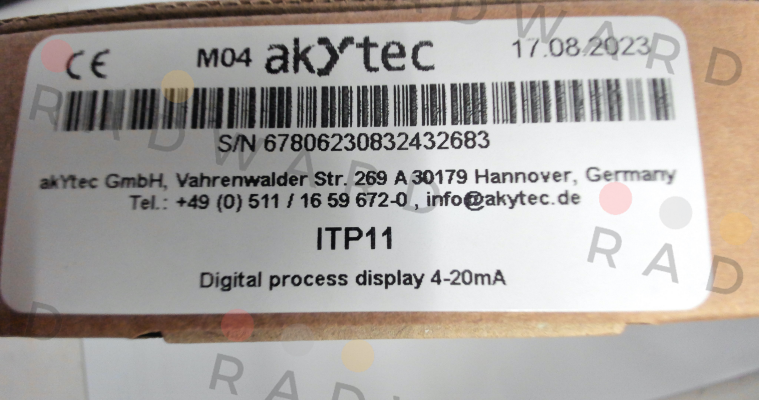 CE M04 akYtec 17.08.2023
S/N 67806230832432683
akYtec GmbH, Vahrenwalder Str. 269 A 30179 Hannover, Germany
Tel.: +49 (0) 511 / 16 59 672-0 , info@akytec.de
ITP11
Digital process display 4-20mA
RADWARD
RAD
RAD